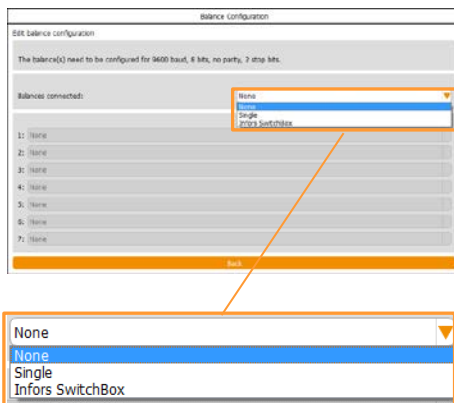 Balance Configuration
Edit balance configuration
The balance(s) need to be configured for 9600 baud, 8 bits, no parity, 2 stop bits.
Balances connected:
None
None
Single
Infors SwitchBox
1: None
2: None
3: None
4: None
5: None
6: None
7: None
Back
None
None
Single
Infors SwitchBox